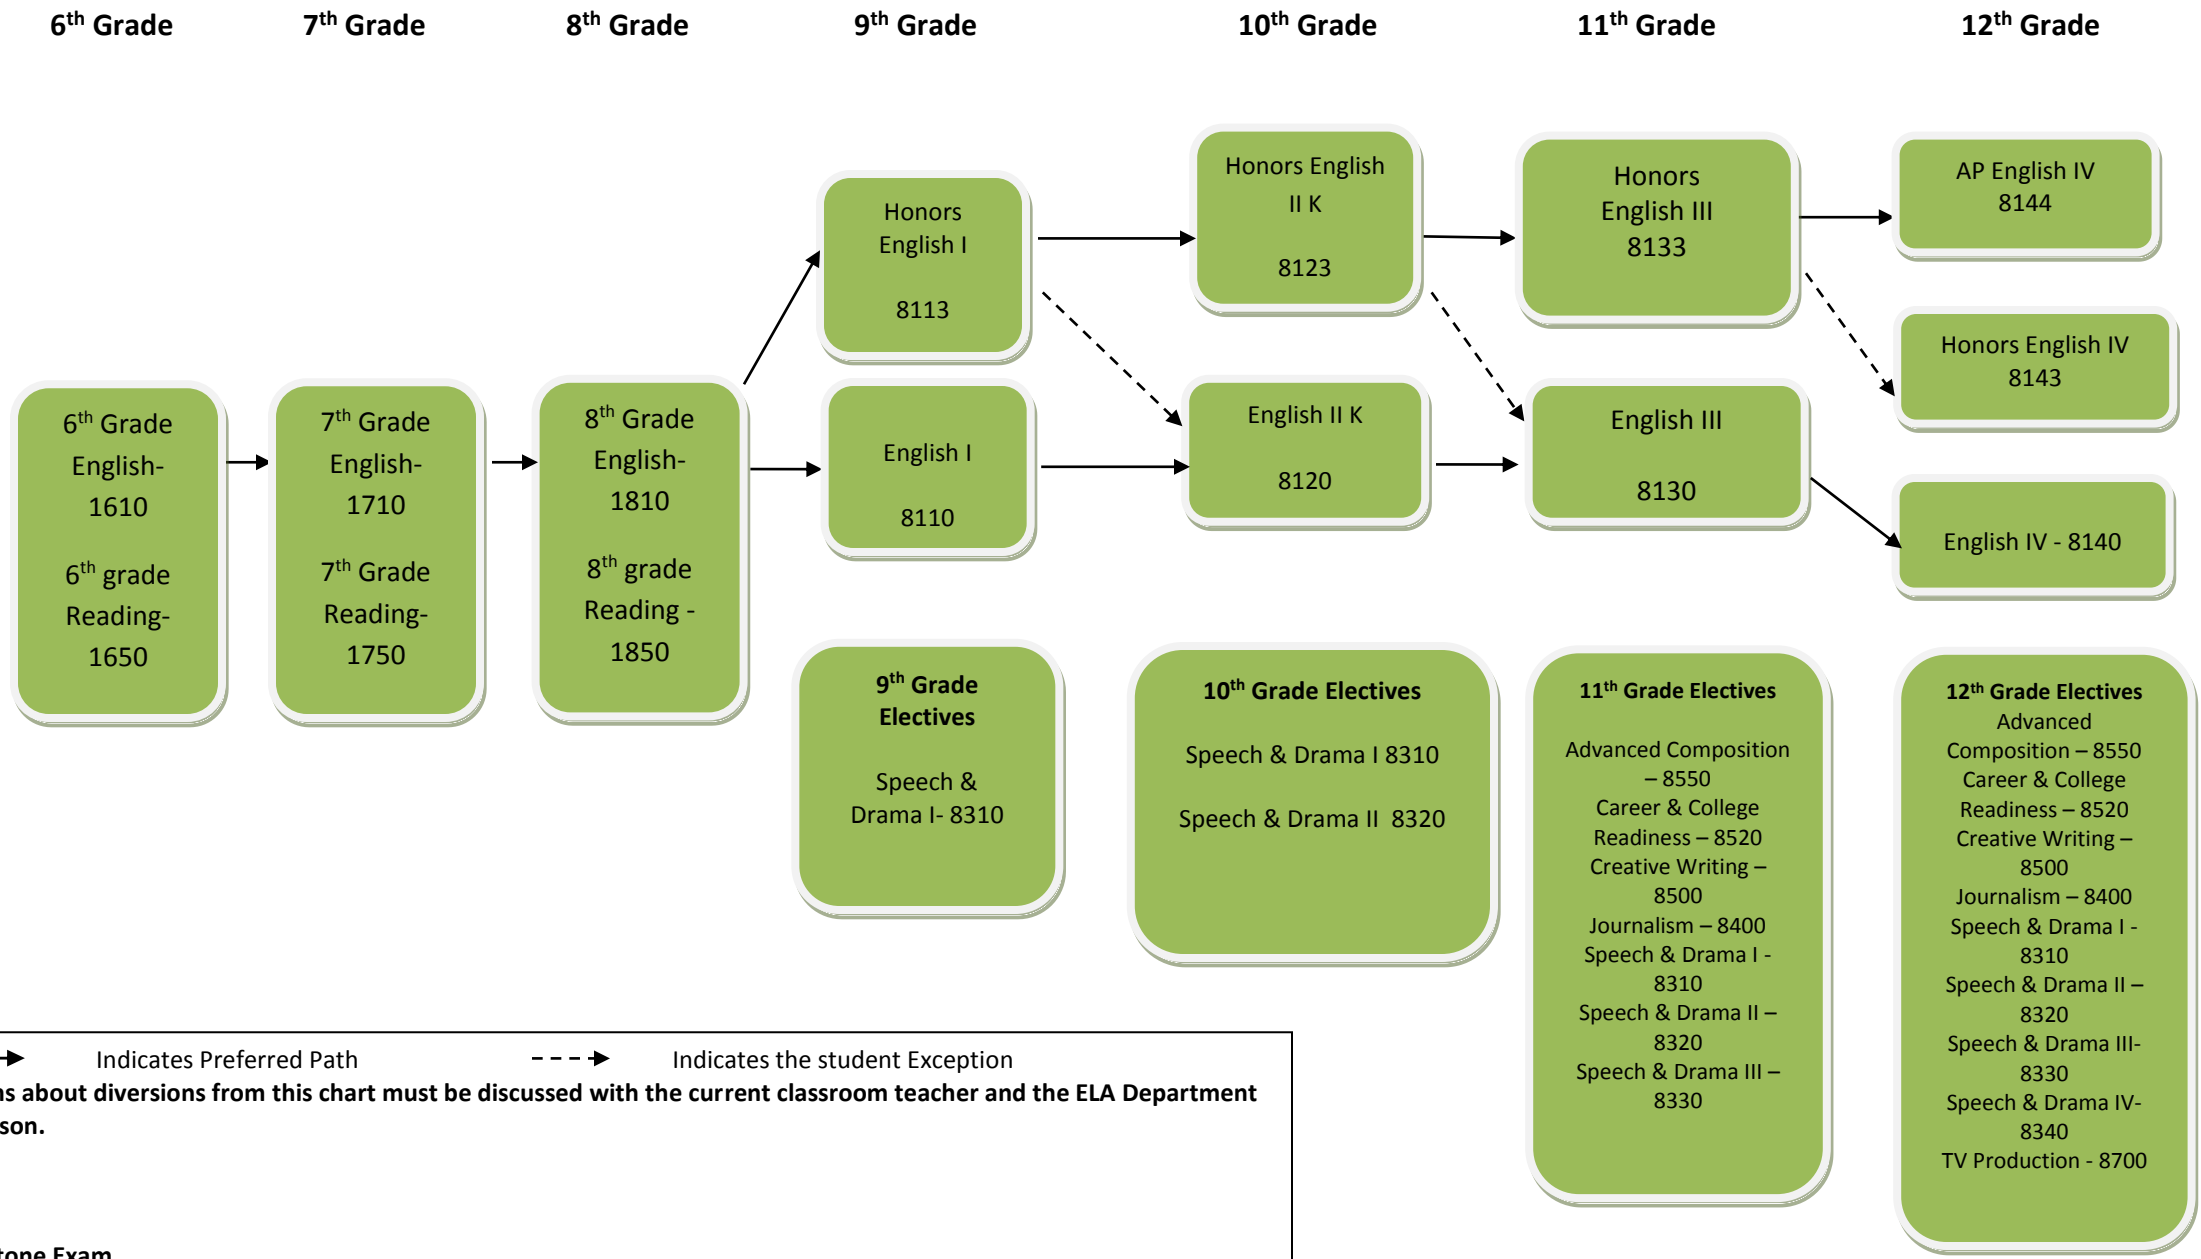 6th Grade
7th Grade
8th Grade
9th Grade
10th Grade
11th Grade
12th Grade
Honors
English I
8113
Honors English
II K
8123
Honors
English III
8133
AP English IV
8144
Honors English IV
8143
6th Grade
English-
1610
6th grade
Reading-
1650
7th Grade
English-
1710
7th Grade
Reading-
1750
8th Grade
English-
1810
8th grade
Reading -
1850
English I
8110
English II K
8120
English III
8130
English IV - 8140
9th Grade
Electives
Speech &
Drama I- 8310
10th Grade Electives
Speech & Drama I 8310
Speech & Drama II  8320
11th Grade Electives
Advanced Composition
– 8550
Career & College
Readiness – 8520
Creative Writing –
8500
Journalism – 8400
Speech & Drama I -
8310
Speech & Drama II –
8320
Speech & Drama III –
8330
12th Grade Electives
Advanced
Composition – 8550
Career & College
Readiness – 8520
Creative Writing –
8500
Journalism – 8400
Speech & Drama I -
8310
Speech & Drama II –
8320
Speech & Drama III-
8330
Speech & Drama IV-
8340
TV Production - 8700
Indicates Preferred Path
Indicates the student Exception
about diversions from this chart must be discussed with the current classroom teacher and the ELA Department
Exam